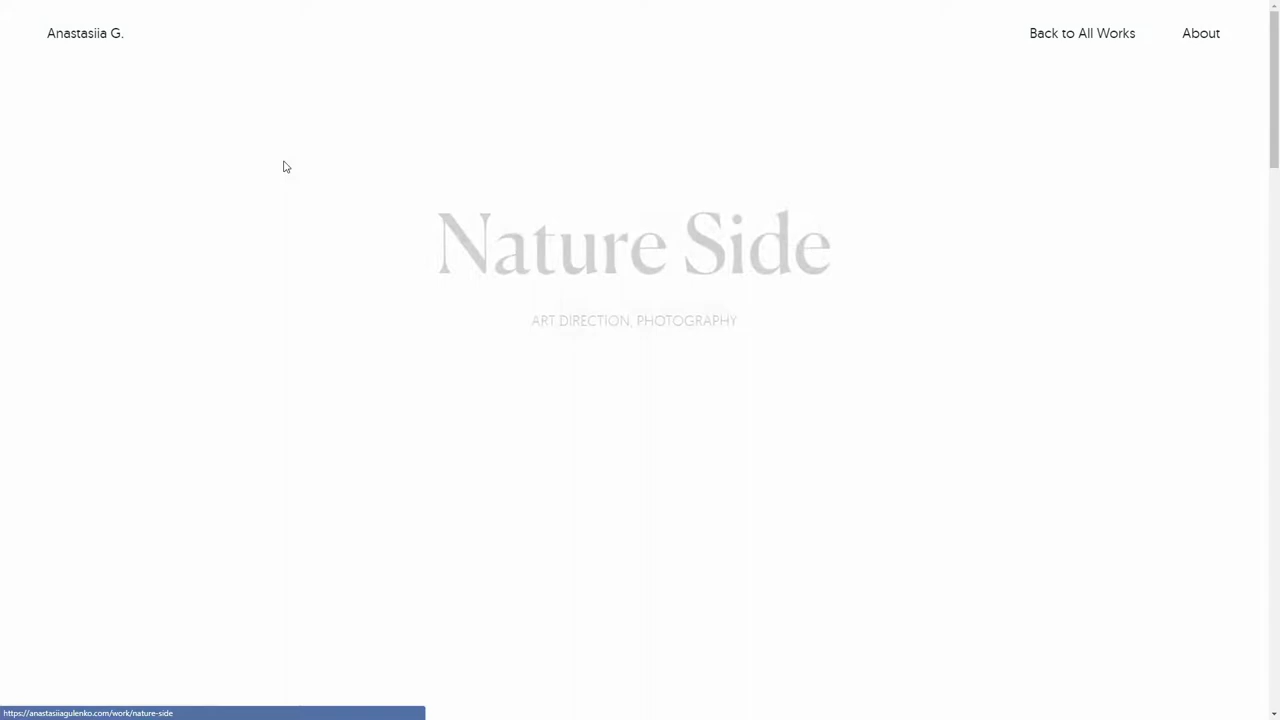 Anastasiia G.
Back to All Works
About
Nature Side
ART DIRECTION, PHOTOGRAPHY
https://anastasiiagulenko.com/work/nature-side